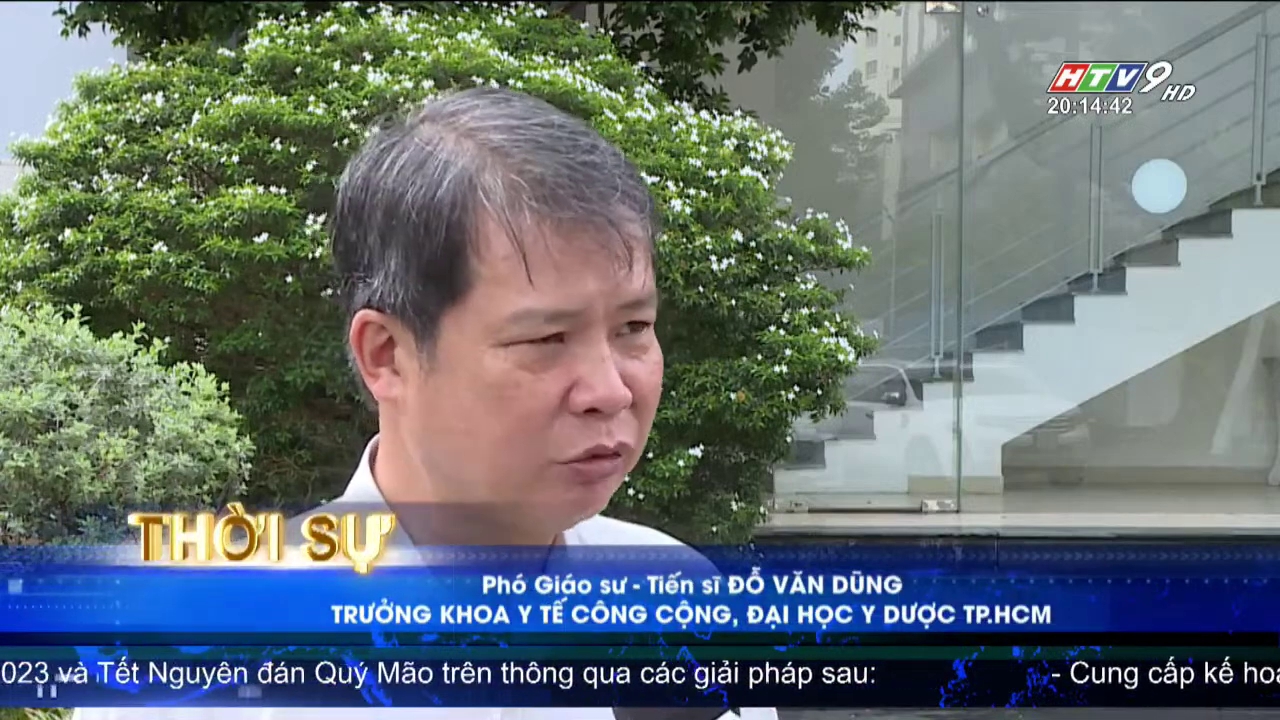 HTV9 HD
20:14:42
THỜI SỰ
Phó Giáo sư - Tiến sĩ ĐỖ VĂN DŨNG
TRƯỞNG KHOA Y TẾ CÔNG CỘNG, ĐẠI HỌC Y DƯỢC TP.HCM
023 và Tết Nguyên đán Quý Mão trên thông qua các giải pháp sau: - Cung cấp kế hoạ